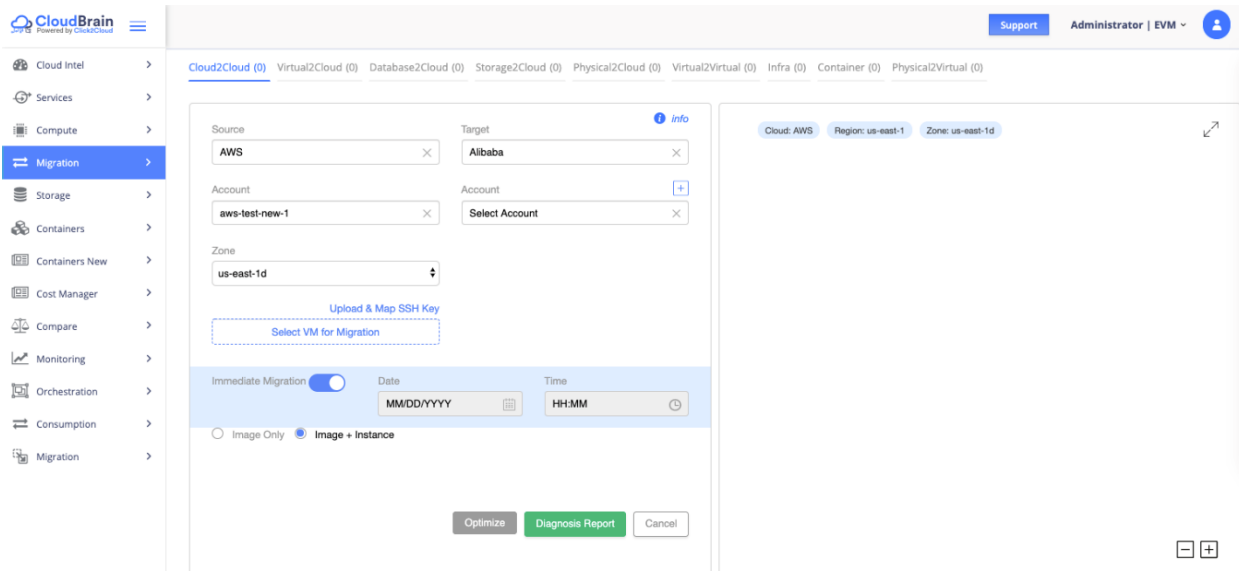 CloudBrain
Powered by Click2Cloud
Support
Administrator | EVM
Cloud Intel
Services
Compute
Migration
Storage
Containers
Containers New
Cost Manager
Compare
Monitoring
Orchestration
Consumption
Migration
Cloud2Cloud (0) Virtual2Cloud (0) Database2Cloud (0) Storage2Cloud (0) Physical2Cloud (0) Virtual2Virtual (0) Infra (0) Container (0) Physical2Virtual (0)
info
Source Target
AWS Alibaba
Account Account
aws-test-new-1 Select Account
Zone
us-east-1d
Upload & Map SSH Key
Select VM for Migration
Immediate Migration Date Time
MM/DD/YYYY HH:MM
Image Only Image + Instance
Optimize Diagnosis Report Cancel
Cloud: AWS Region: us-east-1 Zone: us-east-1d